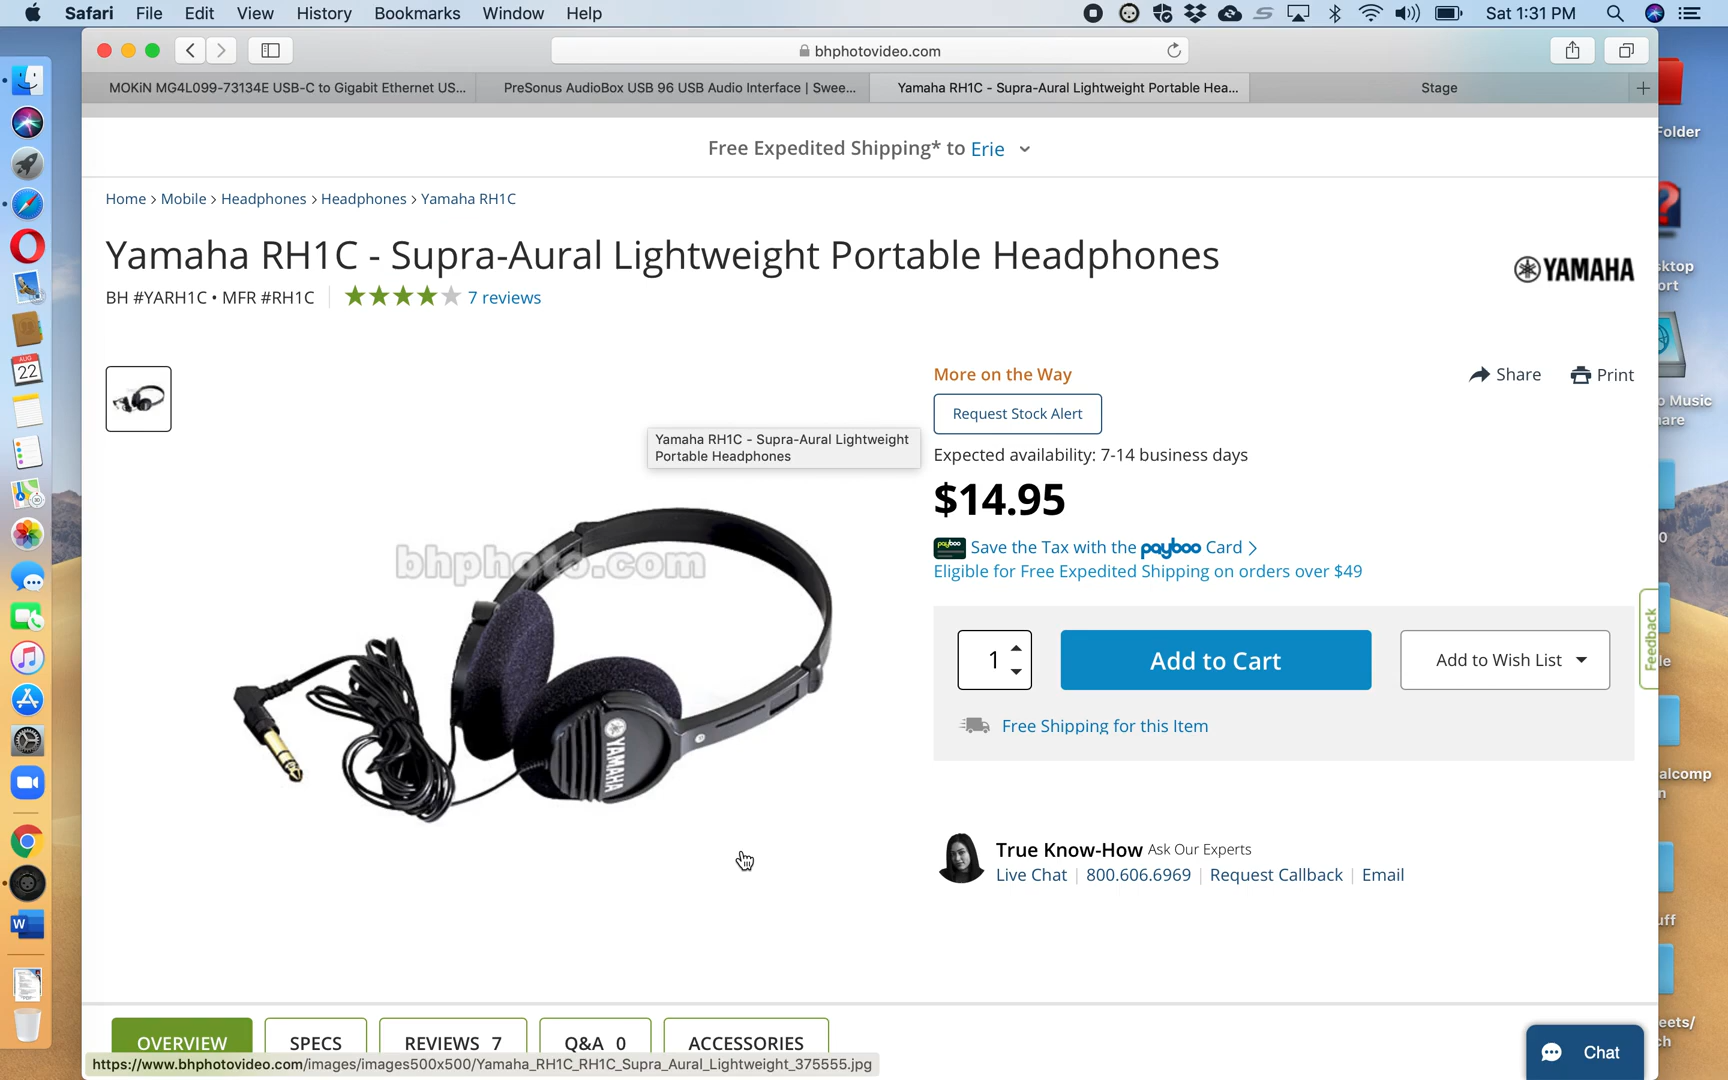 Safari File Edit View History Bookmarks Window Help
Sat 1:31 PM
bhphotovideo.com
MOKiN MG4L099-73134E USB-C to Gigabit Ethernet US...
PreSonus AudioBox USB 96 USB Audio Interface | Swee...
Yamaha RH1C - Supra-Aural Lightweight Portable Hea...
Stage
Free Expedited Shipping* to Erie
Home > Mobile > Headphones > Headphones > Yamaha RH1C
Yamaha RH1C - Supra-Aural Lightweight Portable Headphones
YAMAHA
BH #YARH1C • MFR #RH1C
7 reviews
More on the Way
Share
Print
Request Stock Alert
Yamaha RH1C - Supra-Aural Lightweight
Portable Headphones
Expected availability: 7-14 business days
$14.95
payboo Save the Tax with the payboo Card >
Eligible for Free Expedited Shipping on orders over $49
bhphoto.com
YAMAHA
1
Add to Cart
Add to Wish List
Free Shipping for this Item
Feedback
True Know-How Ask Our Experts
Live Chat | 800.606.6969 | Request Callback | Email
OVERVIEW
SPECS
REVIEWS 7
Q&A 0
ACCESSORIES
Chat
https://www.bhphotovideo.com/images/images500x500/Yamaha_RH1C_RH1C_Supra_Aural_Lightweight_375555.jpg
AUG
22
W
Folder